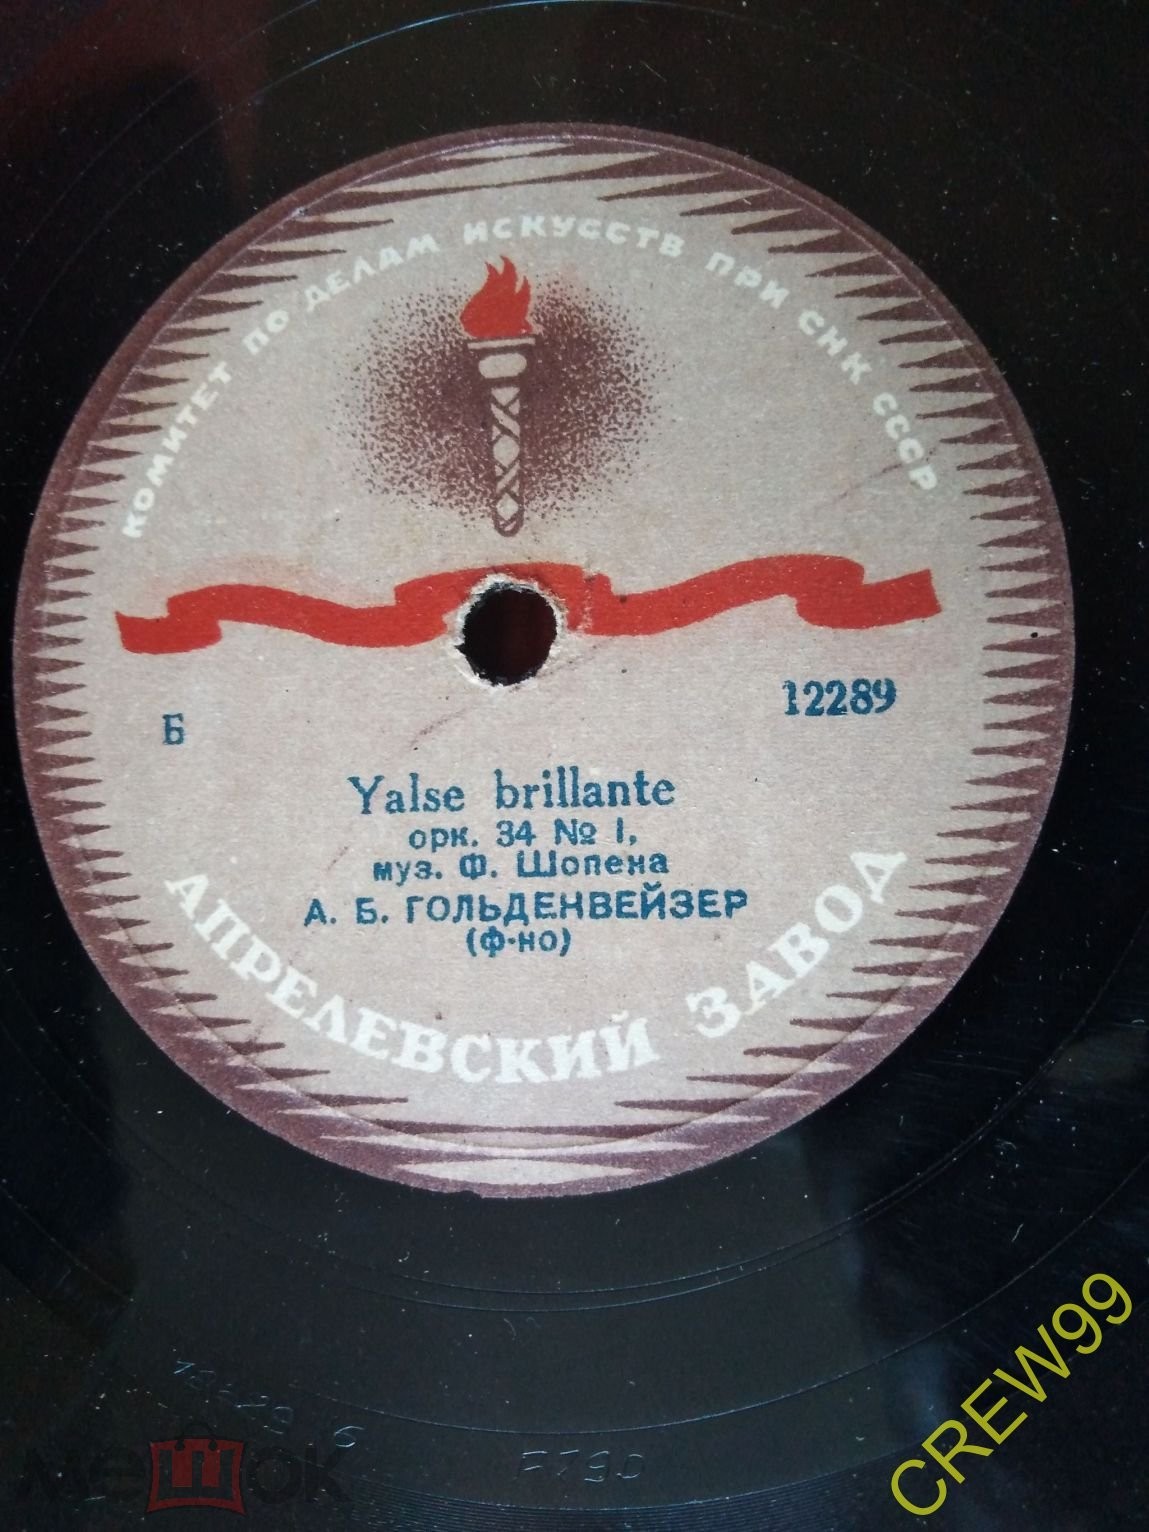 КОМИТЕТ ПО ДЕЛАМ ИСКУССТВ ПРИ СНК СССР
Б
12289
Yalse brillante
орк. 34 № 1,
муз. Ф. Шопена
А. Б. ГОЛЬДЕНВЕЙЗЕР
(ф-но)
АПРЕЛЕВСКИЙ ЗАВОД
CREW99
мешок